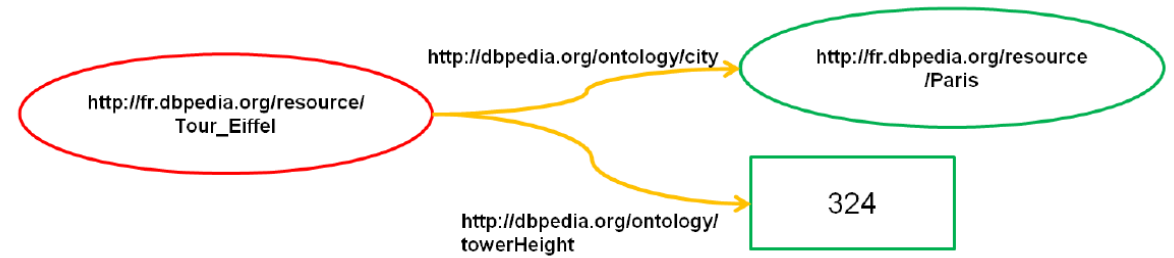 http://dbpedia.org/ontology/city
http://fr.dbpedia.org/resource
/Paris
http://fr.dbpedia.org/resource/
Tour_Eiffel
324
http://dbpedia.org/ontology/
towerHeight